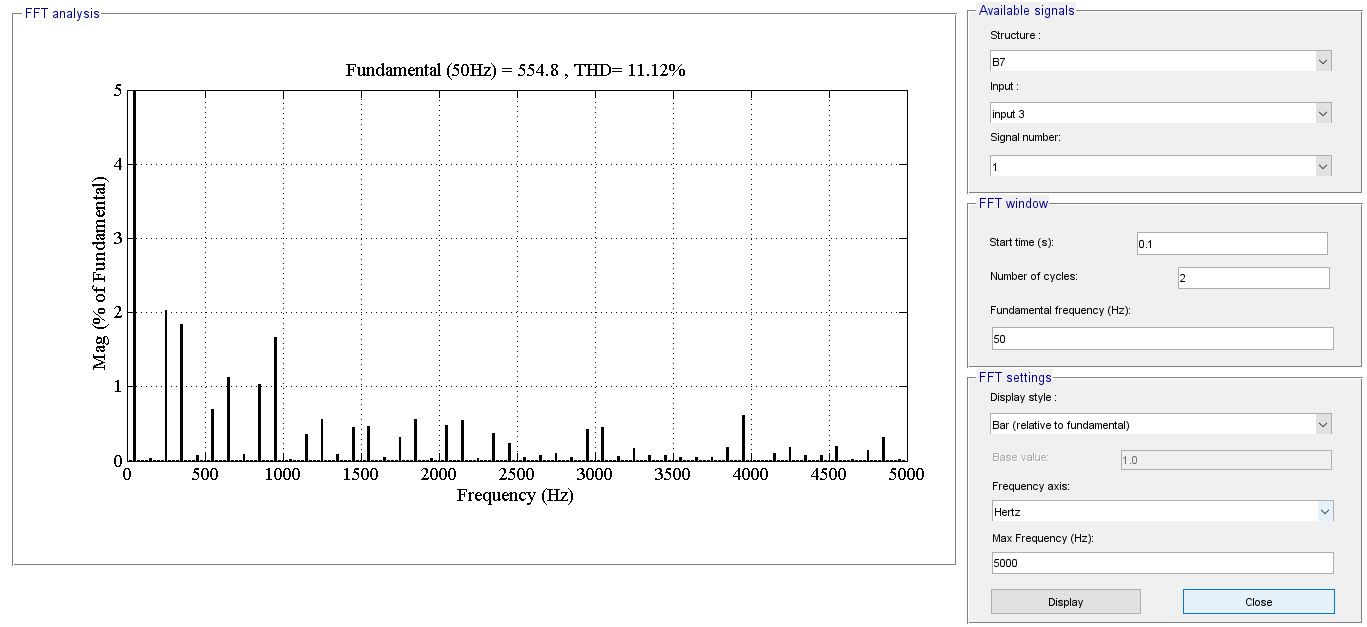 FFT analysis
Fundamental (50Hz) = 554.8 , THD= 11.12%
Mag (% of Fundamental)
5
4
3
2
1
0
0 500 1000 1500 2000 2500 3000 3500 4000 4500 5000
Frequency (Hz)
Available signals
Structure :
B7
Input :
input 3
Signal number:
1
FFT window
Start time (s): 0.1
Number of cycles: 2
Fundamental frequency (Hz):
50
FFT settings
Display style :
Bar (relative to fundamental)
Base value: 1.0
Frequency axis:
Hertz
Max Frequency (Hz):
5000
Display Close